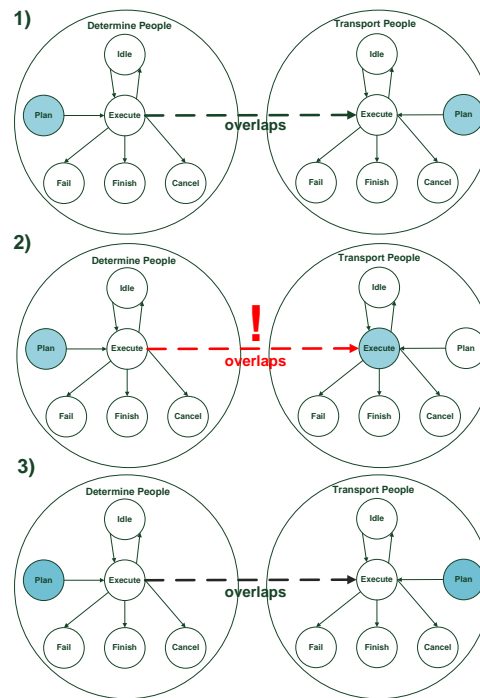 1)
Determine People
Transport People
Idle
Idle
Plan
Execute
overlaps
Execute
Plan
Fail
Finish
Cancel
Fail
Finish
Cancel
2)
Determine People
Transport People
Idle
!
Idle
Plan
Execute
overlaps
Execute
Plan
Fail
Finish
Cancel
Fail
Finish
Cancel
3)
Determine People
Transport People
Idle
Idle
Plan
Execute
overlaps
Execute
Plan
Fail
Finish
Cancel
Fail
Finish
Cancel